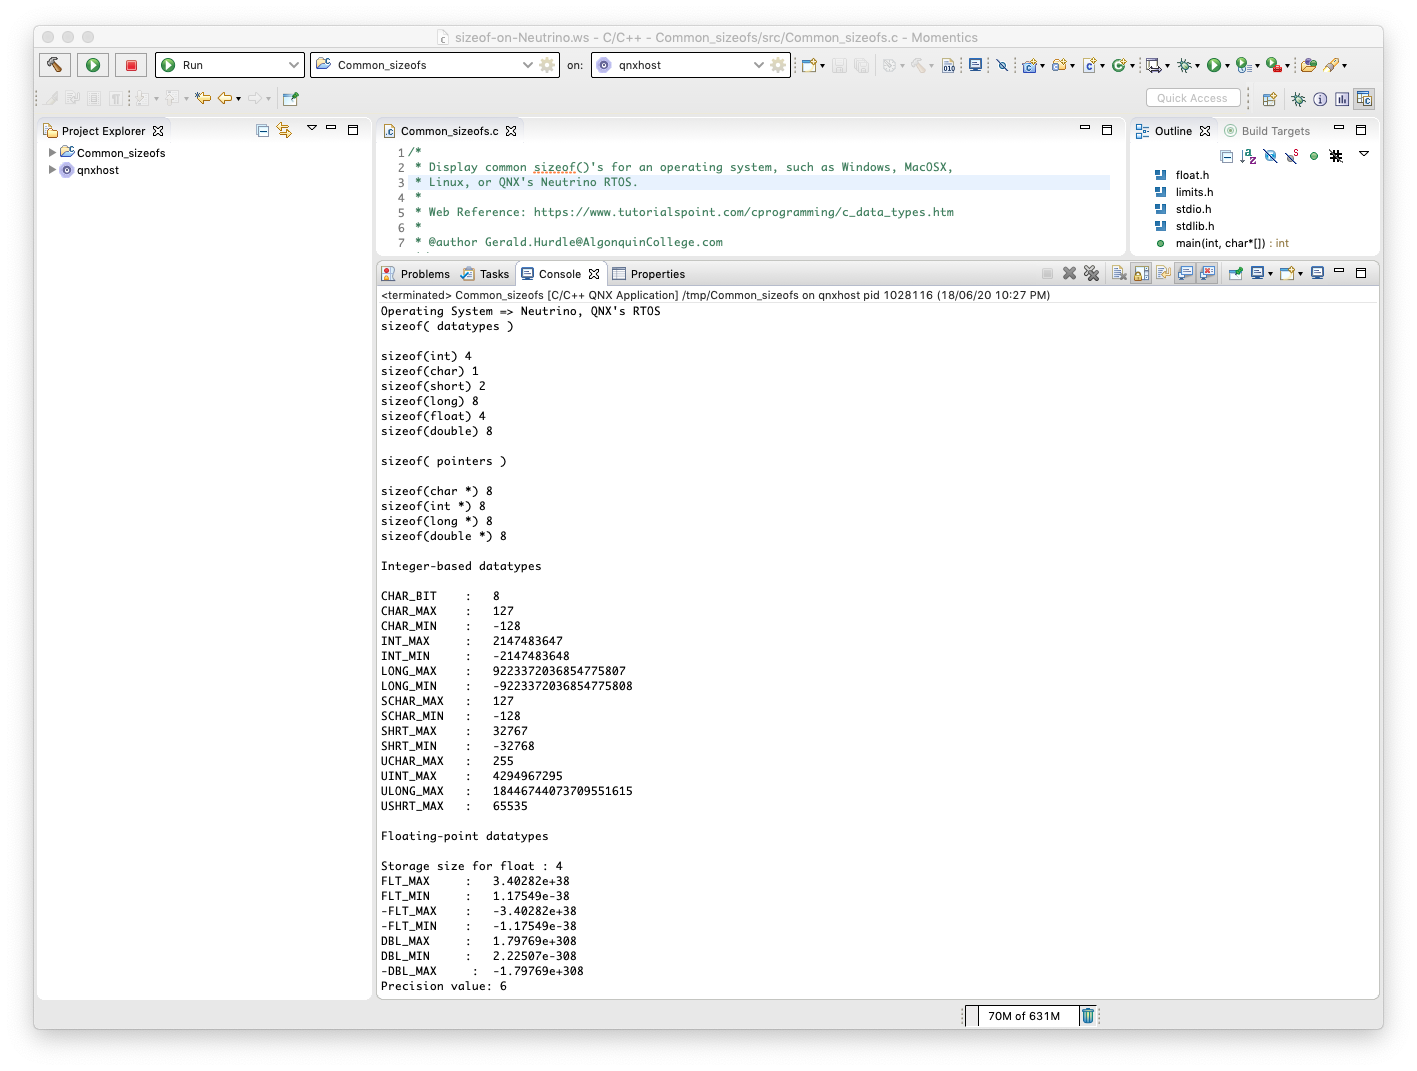 sizeof-on-Neutrino.ws - C/C++ - Common_sizeofs/src/Common_sizeofs.c - Momentics
Run
Common_sizeofs
on:
qnxhost
010
Quick Access
Project Explorer
Common_sizeofs
qnxhost
Common_sizeofs.c
1 /*
2 * Display common sizeof()'s for an operating system, such as Windows, MacOSX,
3 * Linux, or QNX's Neutrino RTOS.
4 *
5 * Web Reference: https://www.tutorialspoint.com/cprogramming/c_data_types.htm
6 *
7 * @author Gerald.Hurdle@AlgonquinCollege.com
Outline
Build Targets
float.h
limits.h
stdio.h
stdlib.h
main(int, char*[]) : int
Problems
Tasks
Console
Properties
<terminated> Common_sizeofs [C/C++ QNX Application] /tmp/Common_sizeofs on qnxhost pid 1028116 (18/06/20 10:27 PM)
Operating System => Neutrino, QNX's RTOS
sizeof( datatypes )
sizeof(int) 4
sizeof(char) 1
sizeof(short) 2
sizeof(long) 8
sizeof(float) 4
sizeof(double) 8
sizeof( pointers )
sizeof(char *) 8
sizeof(int *) 8
sizeof(long *) 8
sizeof(double *) 8
Integer-based datatypes
CHAR_BIT : 8
CHAR_MAX : 127
CHAR_MIN : -128
INT_MAX : 2147483647
INT_MIN : -2147483648
LONG_MAX : 9223372036854775807
LONG_MIN : -9223372036854775808
SCHAR_MAX : 127
SCHAR_MIN : -128
SHRT_MAX : 32767
SHRT_MIN : -32768
UCHAR_MAX : 255
UINT_MAX : 4294967295
ULONG_MAX : 18446744073709551615
USHRT_MAX : 65535
Floating-point datatypes
Storage size for float : 4
FLT_MAX : 3.40282e+38
FLT_MIN : 1.17549e-38
-FLT_MAX : -3.40282e+38
-FLT_MIN : -1.17549e-38
DBL_MAX : 1.79769e+308
DBL_MIN : 2.22507e-308
-DBL_MAX : -1.79769e+308
Precision value: 6
70M of 631M